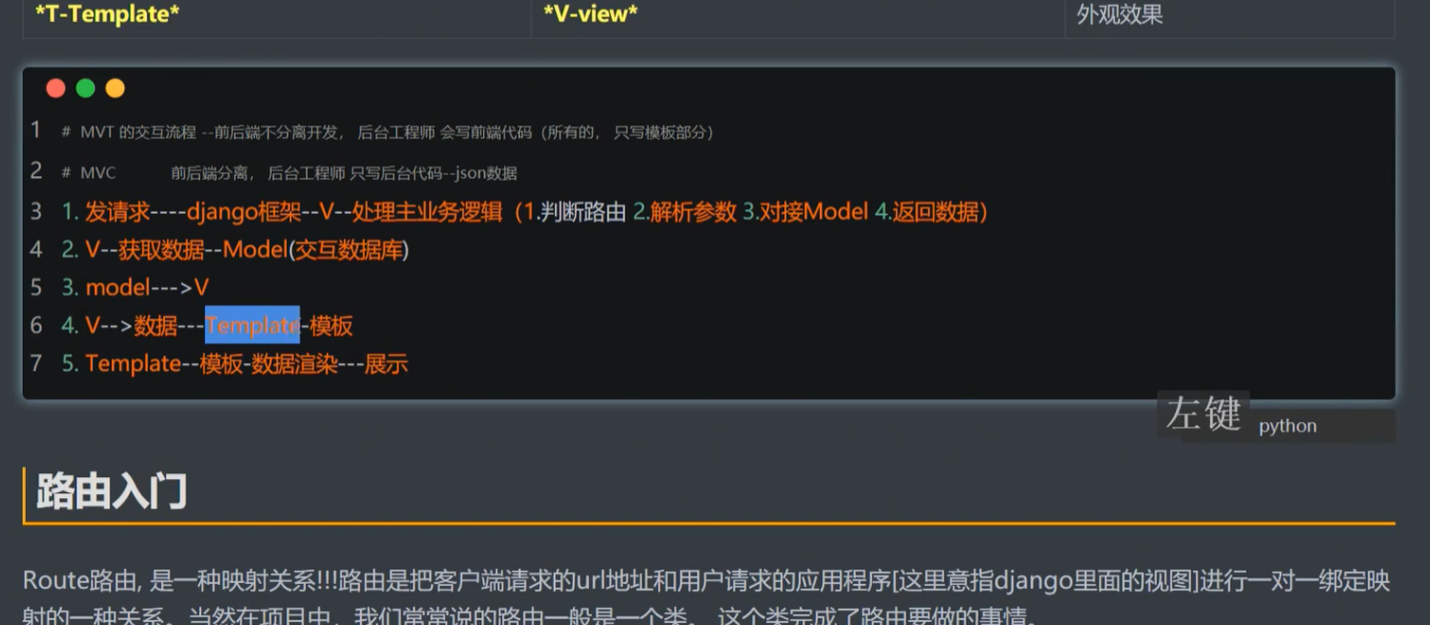 *T-Template* *V-view* 外观效果
1 # MVT 的交互流程 --前后端不分离开发， 后台工程师 会写前端代码（所有的， 只写模板部分）
2 # MVC 前后端分离， 后台工程师 只写后台代码--json数据
3 1. 发请求----django框架--V--处理主业务逻辑（1.判断路由 2.解析参数 3.对接Model 4.返回数据）
4 2. V--获取数据--Model(交互数据库)
5 3. model--->V
6 4. V-->数据---Template-模板
7 5. Template--模板-数据渲染---展示
左键 python
路由入门
Route路由, 是一种映射关系!!!路由是把客户端请求的url地址和用户请求的应用程序[这里意指django里面的视图]进行一对一绑定映
射的一种关系。当然在项目中，我们常常说的路由一般是一个类。 这个类完成了路由要做的事情。